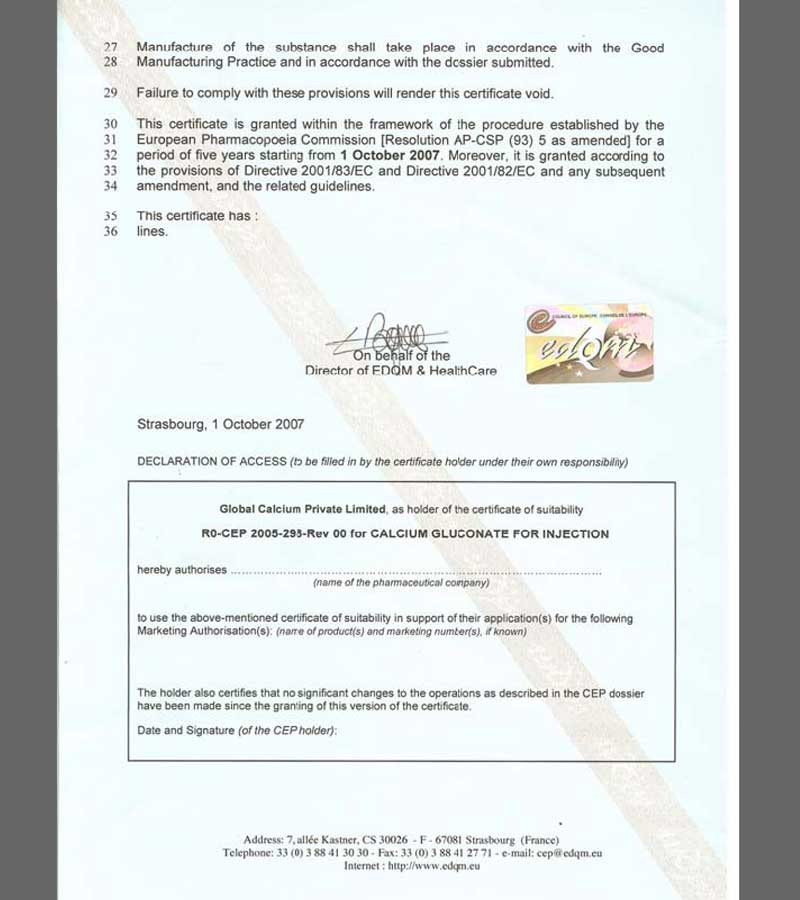 27 Manufacture of the substance shall take place in accordance with the Good
28 Manufacturing Practice and in accordance with the dossier submitted.
29 Failure to comply with these provisions will render this certificate void.
30 This certificate is granted within the framework of the procedure established by the
31 European Pharmacopoeia Commission [Resolution AP-CSP (93) 5 as amended] for a
32 period of five years starting from 1 October 2007. Moreover, it is granted according to
33 the provisions of Directive 2001/83/EC and Directive 2001/82/EC and any subsequent
34 amendment, and the related guidelines.
35 This certificate has :
36 lines.
COUNCIL OF EUROPE CONSEIL DE L'EUROPE
edQm
On behalf of the
Director of EDQM & HealthCare
Strasbourg, 1 October 2007
DECLARATION OF ACCESS (to be filled in by the certificate holder under their own responsibility)
Global Calcium Private Limited, as holder of the certificate of suitability
R0-CEP 2005-295-Rev 00 for CALCIUM GLUCONATE FOR INJECTION
hereby authorises ........................................................................................................
(name of the pharmaceutical company)
to use the above-mentioned certificate of suitability in support of their application(s) for the following
Marketing Authorisation(s): (name of product(s) and marketing number(s), if known)
The holder also certifies that no significant changes to the operations as described in the CEP dossier
have been made since the granting of this version of the certificate.
Date and Signature (of the CEP holder):
Address: 7, allée Kastner, CS 30026 - F - 67081 Strasbourg (France)
Telephone: 33 (0) 3 88 41 30 30 - Fax: 33 (0) 3 88 41 27 71 - e-mail: cep@edqm.eu
Internet : http://www.edqm.eu